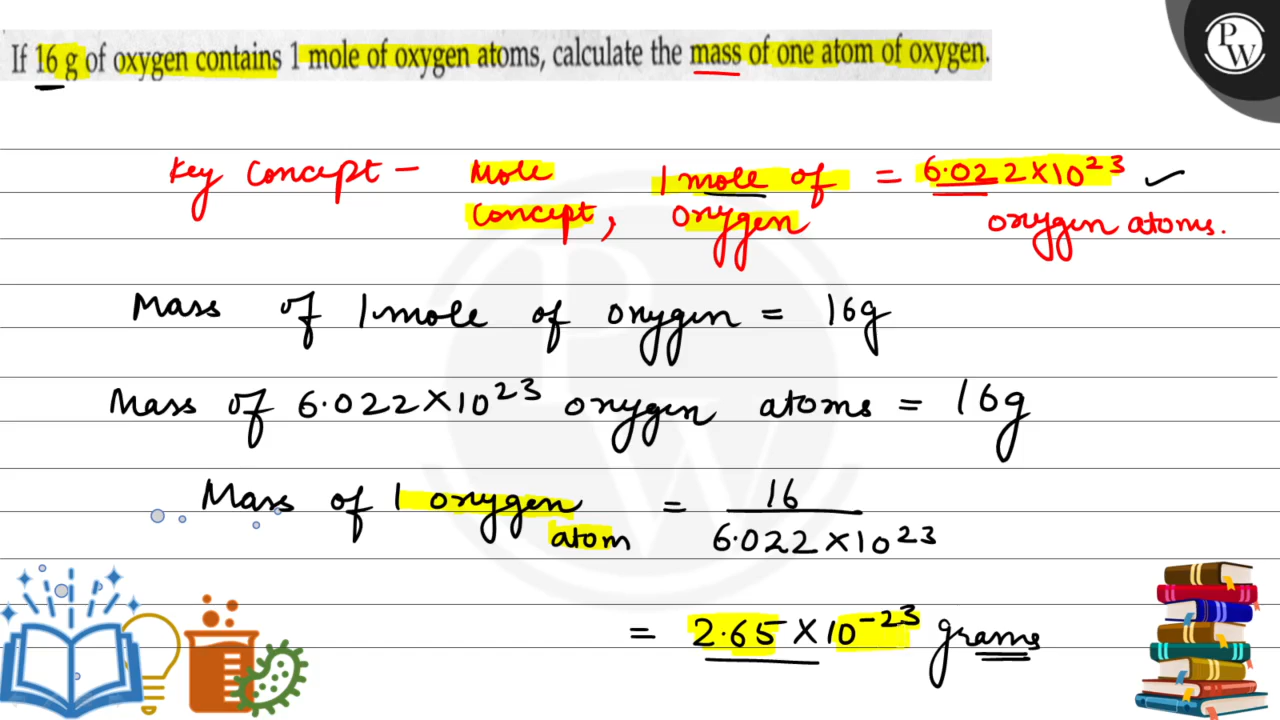 If 16 g of oxygen contains 1 mole of oxygen atoms, calculate the mass of one atom of oxygen.
PW
Key Concept - Mole Concept, 1 mole of oxygen = 6.022×10²³ oxygen atoms.
Mass of 1 mole of oxygen = 16g
Mass of 6.022×10²³ oxygen atoms = 16g
Mass of 1 oxygen atom = 16 / 6.022×10²³
= 2.65×10⁻²³ grams